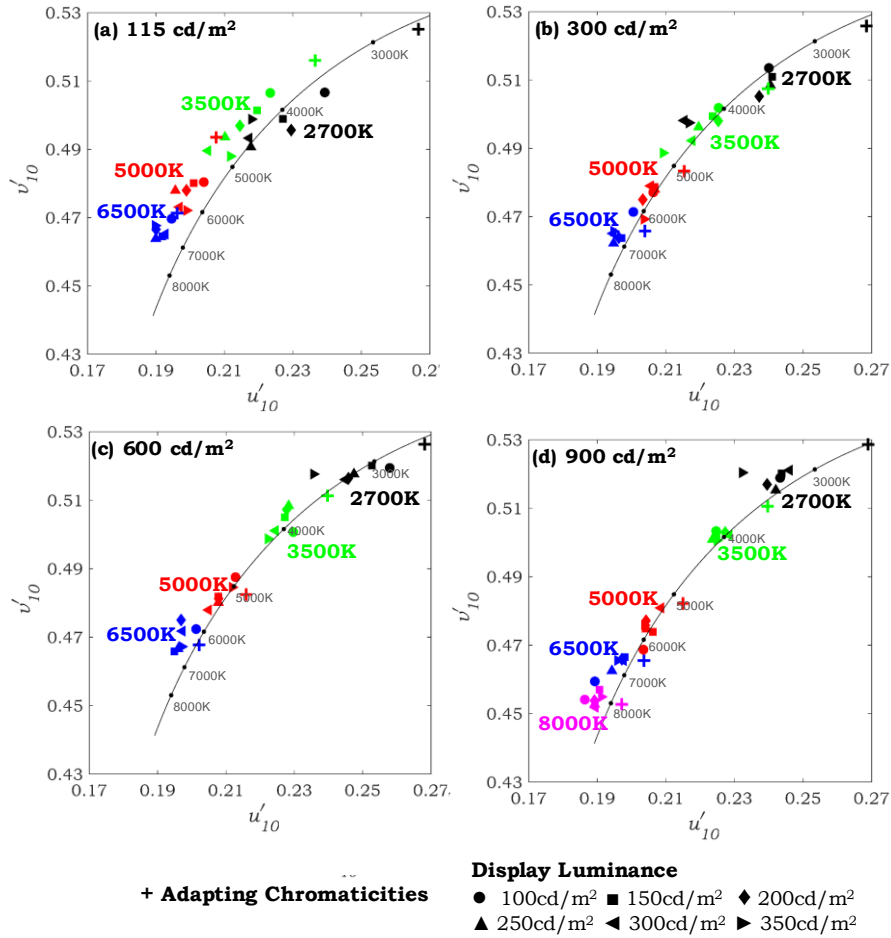 (a) 115 cd/m²
0.53
0.51
0.49
0.47
0.45
0.43
v′10
3000K
3500K
4000K
2700K
5000K
5000K
6500K
6000K
7000K
8000K
0.17 0.19 0.21 0.23 0.25 0.2
u′10
(b) 300 cd/m²
0.53
0.51
0.49
0.47
0.45
0.43
v′10
3000K
2700K
4000K
3500K
5000K
5000K
6500K
6000K
7000K
8000K
0.17 0.19 0.21 0.23 0.25 0.27
u′10
(c) 600 cd/m²
0.53
0.51
0.49
0.47
0.45
0.43
v′10
3000K
2700K
4000K
3500K
5000K
5000K
6500K
6000K
7000K
8000K
0.17 0.19 0.21 0.23 0.25 0.27
u′10
(d) 900 cd/m²
0.53
0.51
0.49
0.47
0.45
0.43
v′10
3000K
2700K
4000K
3500K
5000K
5000K
6000K
6500K
7000K
8000K
8000K
0.17 0.19 0.21 0.23 0.25 0.27
u′10
+ Adapting Chromaticities
Display Luminance
● 100cd/m² ■ 150cd/m² ♦ 200cd/m²
▲ 250cd/m² ◀ 300cd/m² ▶ 350cd/m²